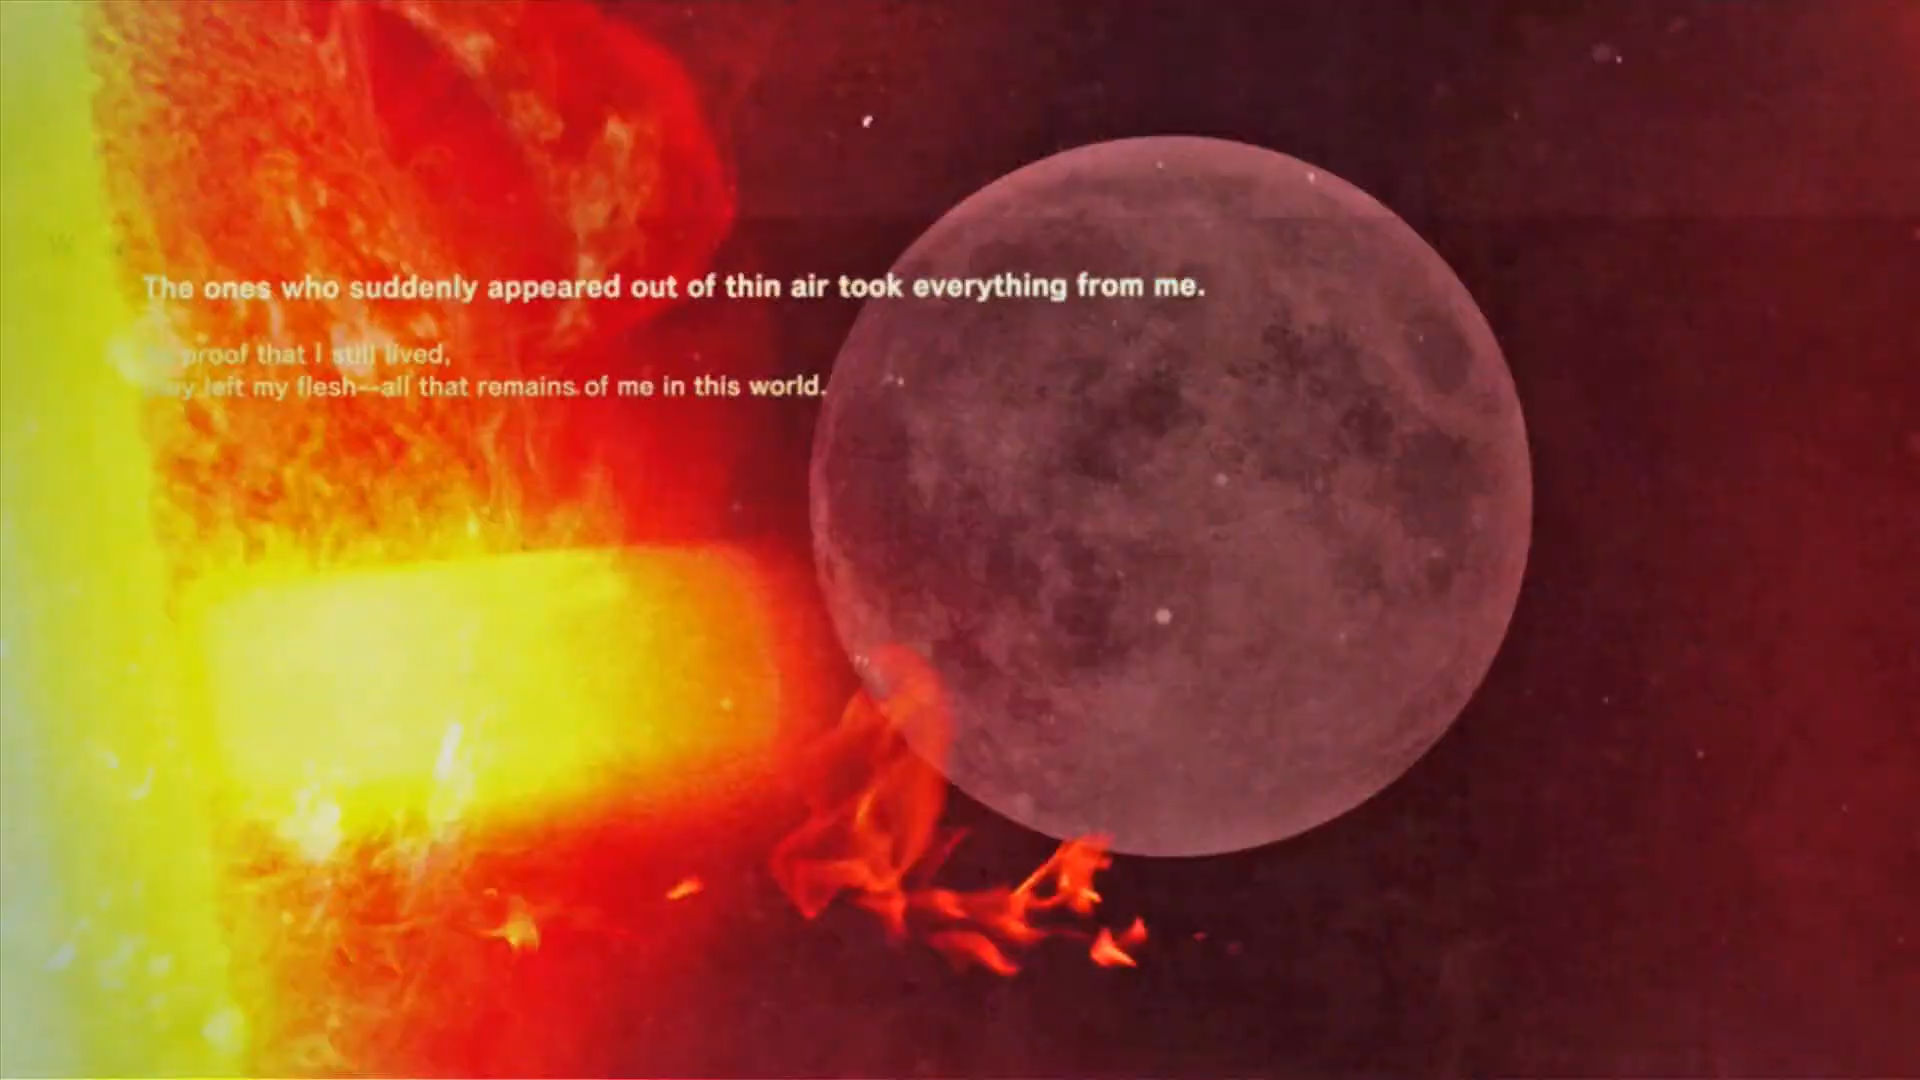 The ones who suddenly appeared out of thin air took everything from me.
proof that I still lived,
left my flesh—all that remains of me in this world.